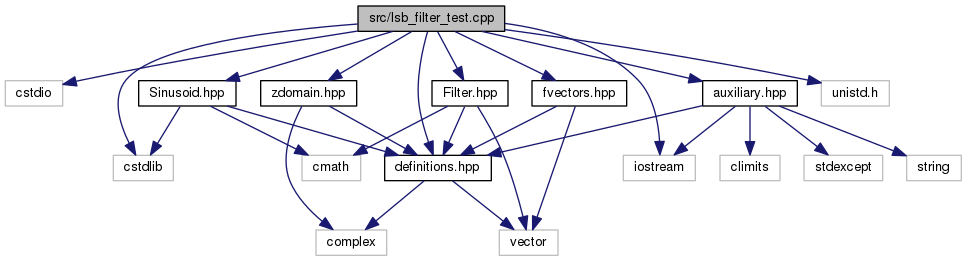 src/lsb_filter_test.cpp
cstdio
Sinusoid.hpp
zdomain.hpp
Filter.hpp
fvectors.hpp
auxiliary.hpp
unistd.h
cstdlib
cmath
definitions.hpp
iostream
climits
stdexcept
string
complex
vector